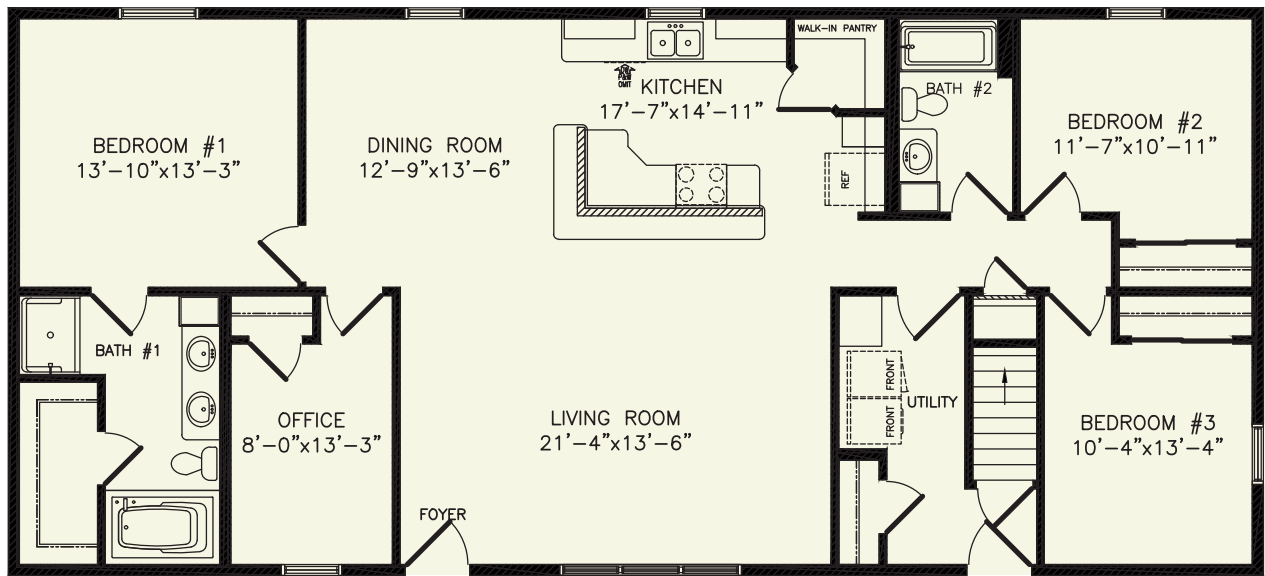 WALK-IN PANTRY
KITCHEN
17'-7"x14'-11"
OMIT
BATH #2
BEDROOM #1
13'-10"x13'-3"
DINING ROOM
12'-9"x13'-6"
BEDROOM #2
11'-7"x10'-11"
REF
BATH #1
OFFICE
8'-0"x13'-3"
LIVING ROOM
21'-4"x13'-6"
FRONT
FRONT
UTILITY
BEDROOM #3
10'-4"x13'-4"
FOYER